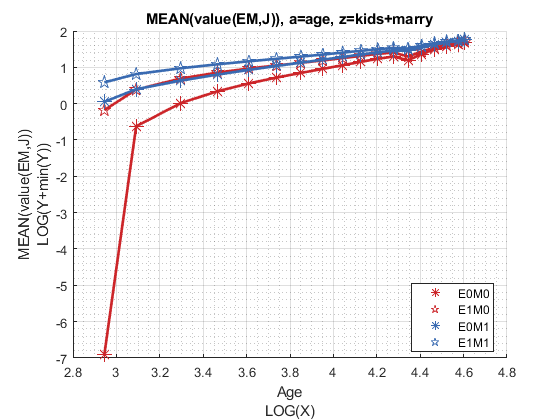 MEAN(value(EM,J)), a=age, z=kids+marry
2
1
0
-1
-2
-3
-4
-5
-6
-7
MEAN(value(EM,J))
LOG(Y+min(Y))
E0M0
E1M0
E0M1
E1M1
2.8 3 3.2 3.4 3.6 3.8 4 4.2 4.4 4.6 4.8
Age
LOG(X)